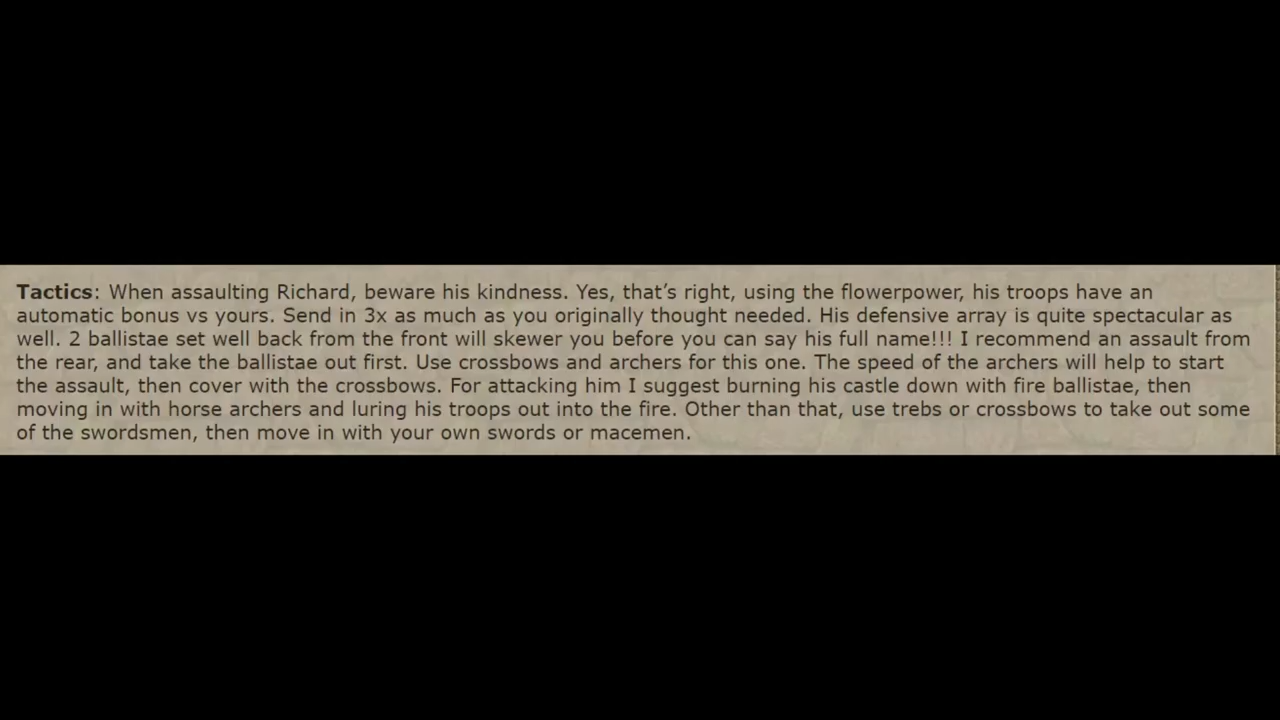 Tactics: When assaulting Richard, beware his kindness. Yes, that’s right, using the flowerpower, his troops have an
automatic bonus vs yours. Send in 3x as much as you originally thought needed. His defensive array is quite spectacular as
well. 2 ballistae set well back from the front will skewer you before you can say his full name!!! I recommend an assault from
the rear, and take the ballistae out first. Use crossbows and archers for this one. The speed of the archers will help to start
the assault, then cover with the crossbows. For attacking him I suggest burning his castle down with fire ballistae, then
moving in with horse archers and luring his troops out into the fire. Other than that, use trebs or crossbows to take out some
of the swordsmen, then move in with your own swords or macemen.